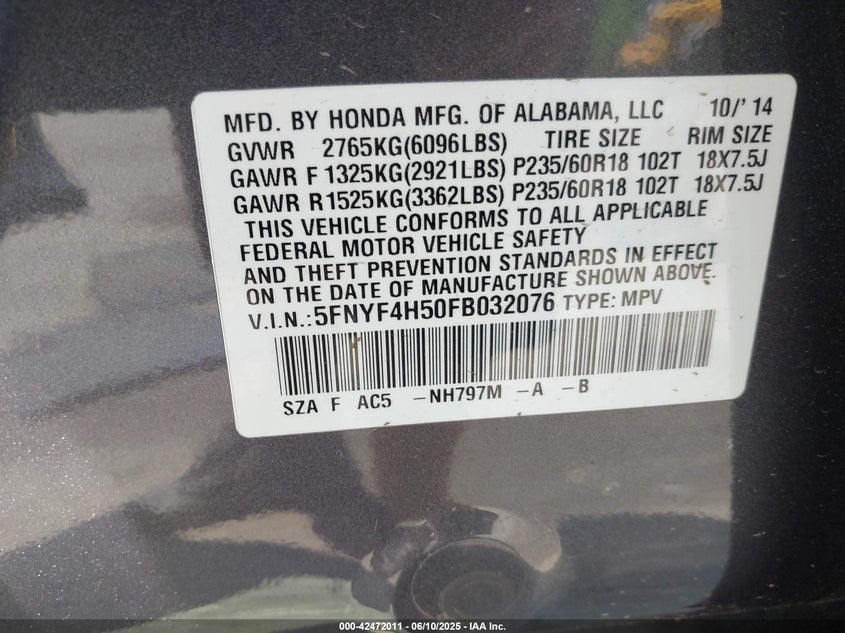 MFD. BY HONDA MFG. OF ALABAMA, LLC 10/'14
GVWR 2765KG(6096LBS) TIRE SIZE RIM SIZE
GAWR F 1325KG(2921LBS) P235/60R18 102T 18X7.5J
GAWR R1525KG(3362LBS) P235/60R18 102T 18X7.5J
THIS VEHICLE CONFORMS TO ALL APPLICABLE
FEDERAL MOTOR VEHICLE SAFETY
AND THEFT PREVENTION STANDARDS IN EFFECT
ON THE DATE OF MANUFACTURE SHOWN ABOVE.
V.I.N.:5FNYF4H50FB032076 TYPE: MPV
SZA F AC5 -NH797M -A -B
000-42472011 - 06/10/2025 - IAA Inc.